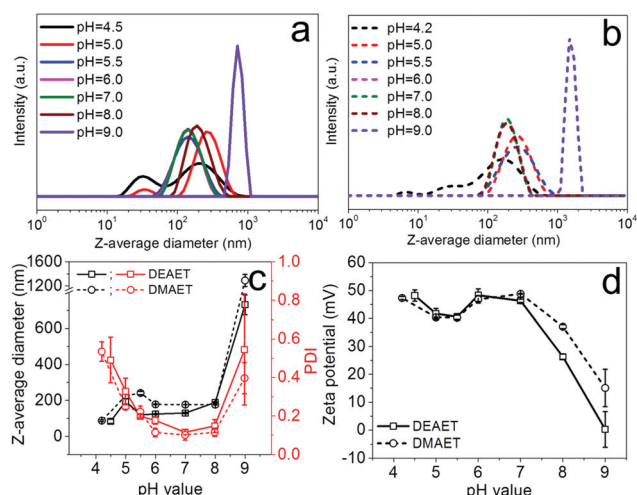 a
pH=4.5
pH=5.0
pH=5.5
pH=6.0
pH=7.0
pH=8.0
pH=9.0
Intensity (a.u.)
10^0 10^1 10^2 10^3 10^4
Z-average diameter (nm)
b
pH=4.2
pH=5.0
pH=5.5
pH=6.0
pH=7.0
pH=8.0
pH=9.0
Intensity (a.u.)
10^0 10^1 10^2 10^3 10^4
Z-average diameter (nm)
c
DEAET
DMAET
Z-average diameter (nm)
1600
1200
600
400
200
0
PDI
1.0
0.8
0.6
0.4
0.2
0.0
4 5 6 7 8 9
pH value
d
Zeta potential (mV)
60
50
40
30
20
10
0
-10
DEAET
DMAET
4 5 6 7 8 9
pH value